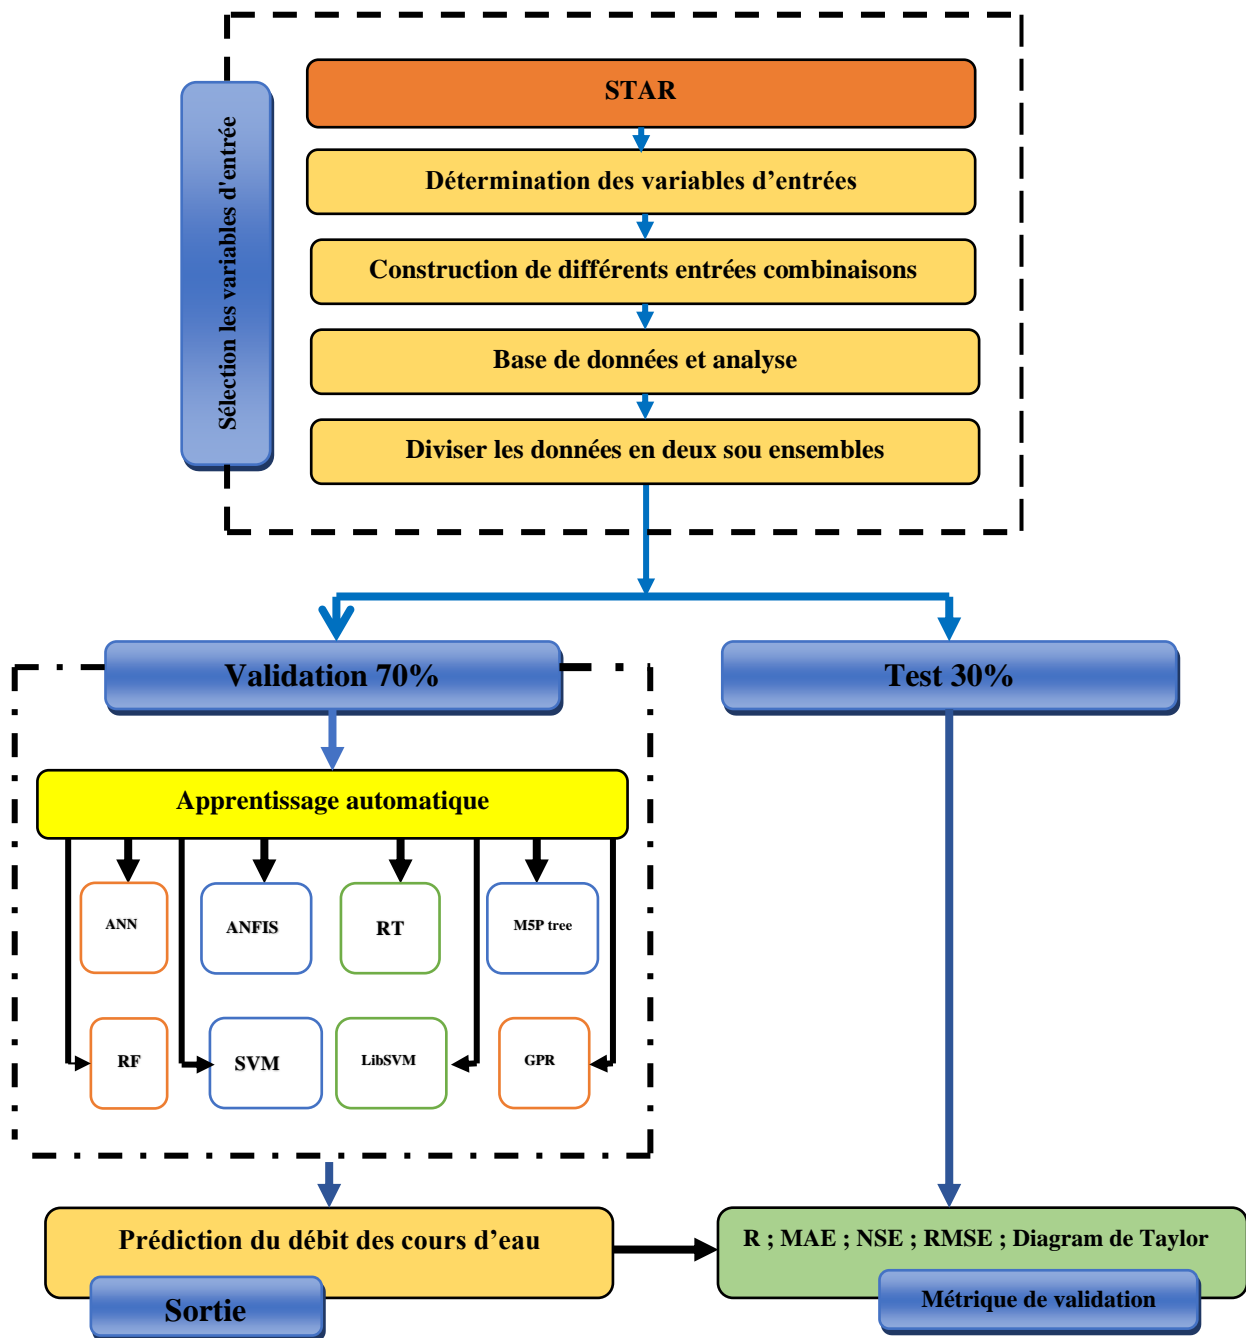 STAR
Sélection les variables d'entrée
Détermination des variables d’entrées
Construction de différents entrées combinaisons
Base de données et analyse
Diviser les données en deux sou ensembles
Validation 70%
Test 30%
Apprentissage automatique
ANN
ANFIS
RT
M5P tree
RF
SVM
LibSVM
GPR
Prédiction du débit des cours d’eau
R ; MAE ; NSE ; RMSE ; Diagram de Taylor
Sortie
Métrique de validation